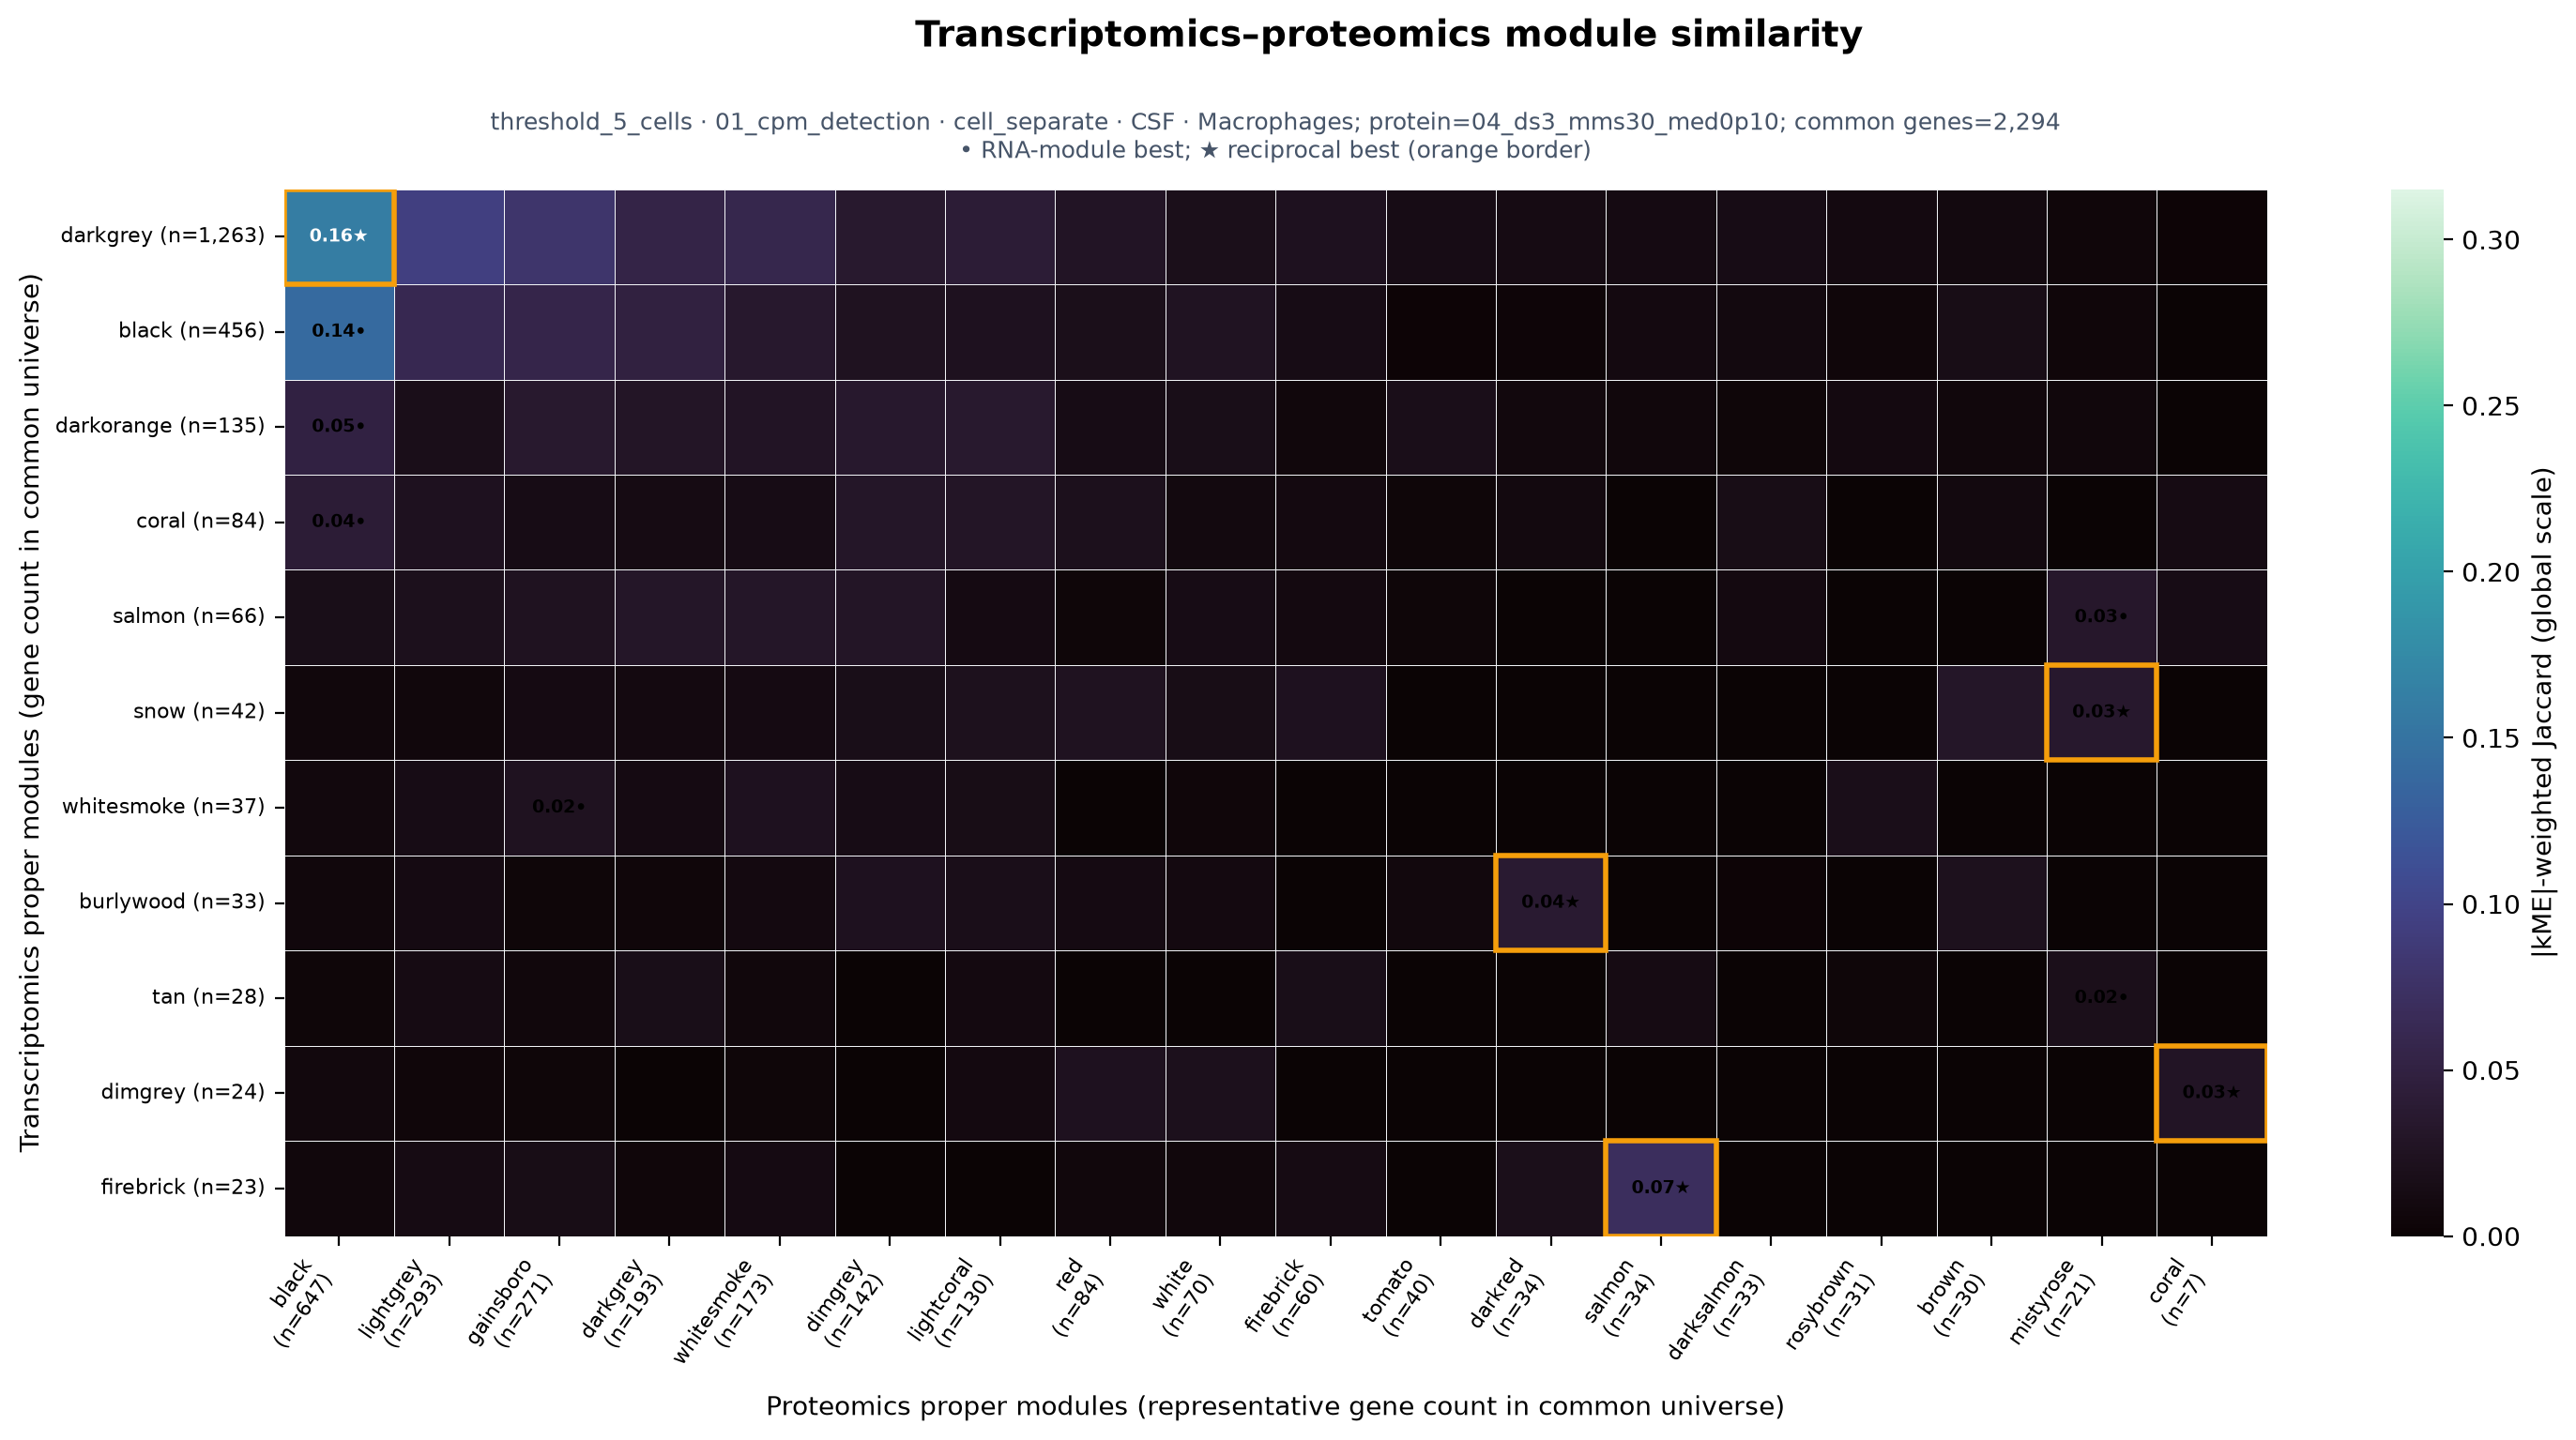 Transcriptomics–proteomics module similarity
threshold_5_cells · 01_cpm_detection · cell_separate · CSF · Macrophages; protein=04_ds3_mms30_med0p10; common genes=2,294
• RNA-module best; ★ reciprocal best (orange border)
Transcriptomics proper modules (gene count in common universe)
darkgrey (n=1,263)
0.16★
black (n=456)
0.14•
darkorange (n=135)
0.05•
coral (n=84)
0.04•
salmon (n=66)
0.03•
snow (n=42)
0.03★
whitesmoke (n=37)
0.02•
burlywood (n=33)
0.04★
tan (n=28)
0.02•
dimgrey (n=24)
0.03★
firebrick (n=23)
0.07★
black
(n=647)
lightgrey
(n=293)
gainsboro
(n=271)
darkgrey
(n=193)
whitesmoke
(n=173)
dimgrey
(n=142)
lightcoral
(n=130)
red
(n=84)
white
(n=70)
firebrick
(n=60)
tomato
(n=40)
darkred
(n=34)
salmon
(n=34)
darksalmon
(n=33)
rosybrown
(n=31)
brown
(n=30)
mistyrose
(n=21)
coral
(n=7)
Proteomics proper modules (representative gene count in common universe)
0.30
0.25
0.20
0.15
0.10
0.05
0.00
|kME|-weighted Jaccard (global scale)